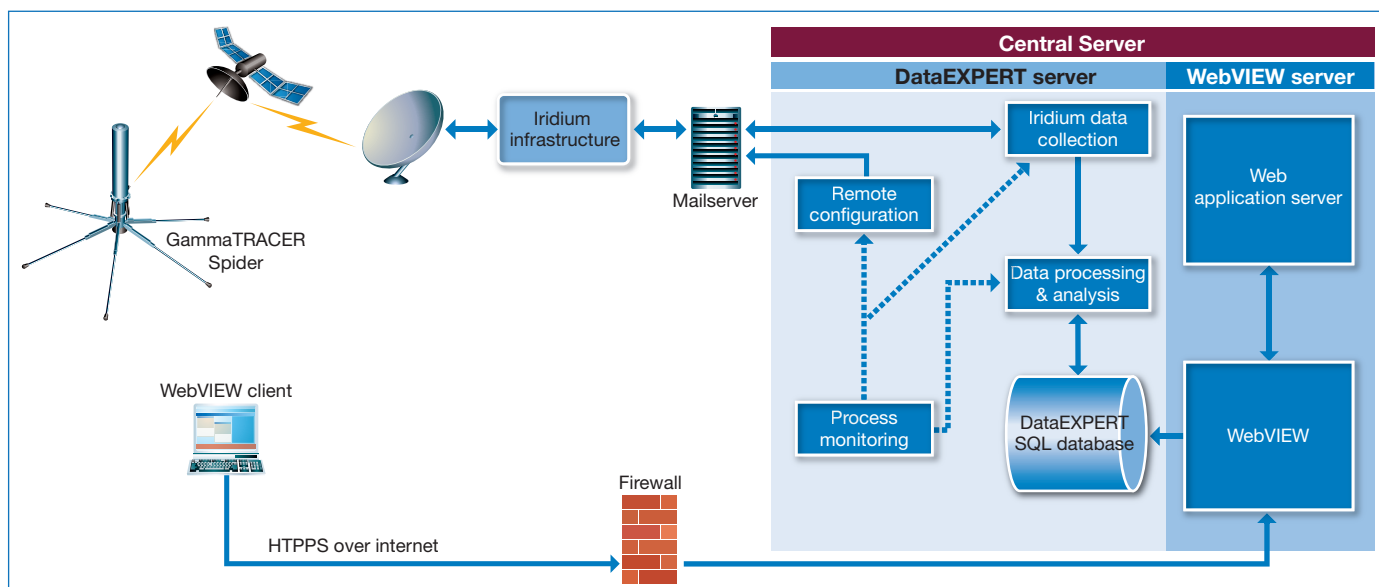 Central Server
DataEXPERT server
WebVIEW server
Iridium
infrastructure
Iridium data
collection
Web
application server
Remote
configuration
Mailserver
GammaTRACER
Spider
Data processing
& analysis
WebVIEW client
Process
monitoring
DataEXPERT
SQL database
WebVIEW
Firewall
HTPPS over internet